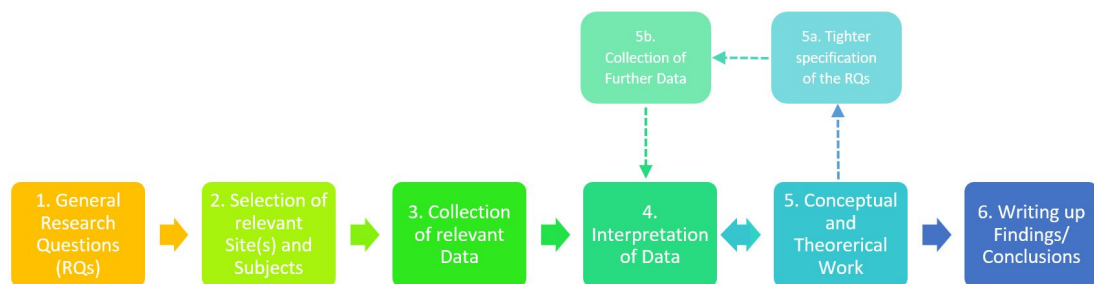 5b.
Collection of
Further Data
5a. Tighter
specification
of the RQs
1. General
Research
Questions
(RQs)
2. Selection of
relevant
Site(s) and
Subjects
3. Collection
of relevant
Data
4.
Interpretation
of Data
5. Conceptual
and
Theorerical
Work
6. Writing up
Findings/
Conclusions